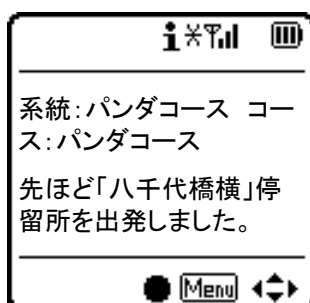 系統:パンダコース コー
ス:パンダコース
先ほど「八千代橋横」停
留所を出発しました。
Menu